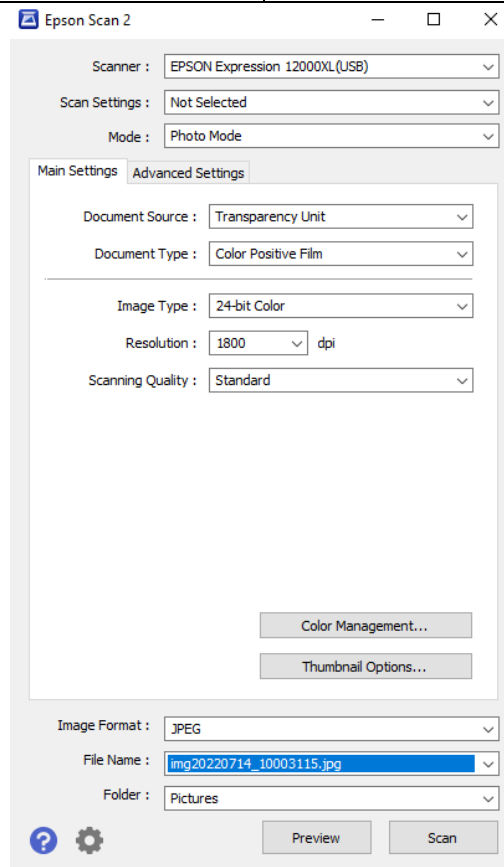 Epson Scan 2
Scanner : EPSON Expression 12000XL(USB)
Scan Settings : Not Selected
Mode : Photo Mode
Main Settings Advanced Settings
Document Source : Transparency Unit
Document Type : Color Positive Film
Image Type : 24-bit Color
Resolution : 1800 dpi
Scanning Quality : Standard
Color Management...
Thumbnail Options...
Image Format : JPEG
File Name : img20220714_10003115.jpg
Folder : Pictures
? Preview Scan